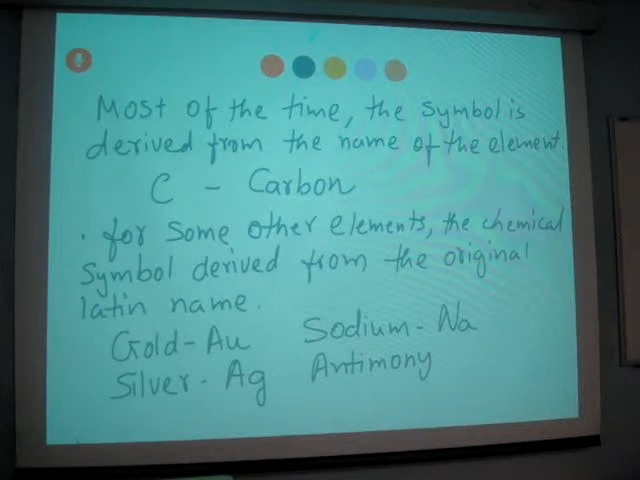 Most of the time, the symbol is
derived from the name of the element.
C - Carbon
. for some other elements, the chemical
symbol derived from the original
latin name.
Gold - Au Sodium - Na
Silver - Ag Antimony